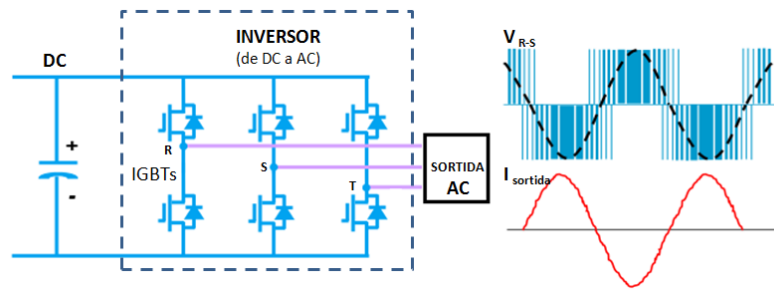 DC
INVERSOR
(de DC a AC)
+
-
R
S
T
IGBTs
SORTIDA
AC
V R-S
I sortida